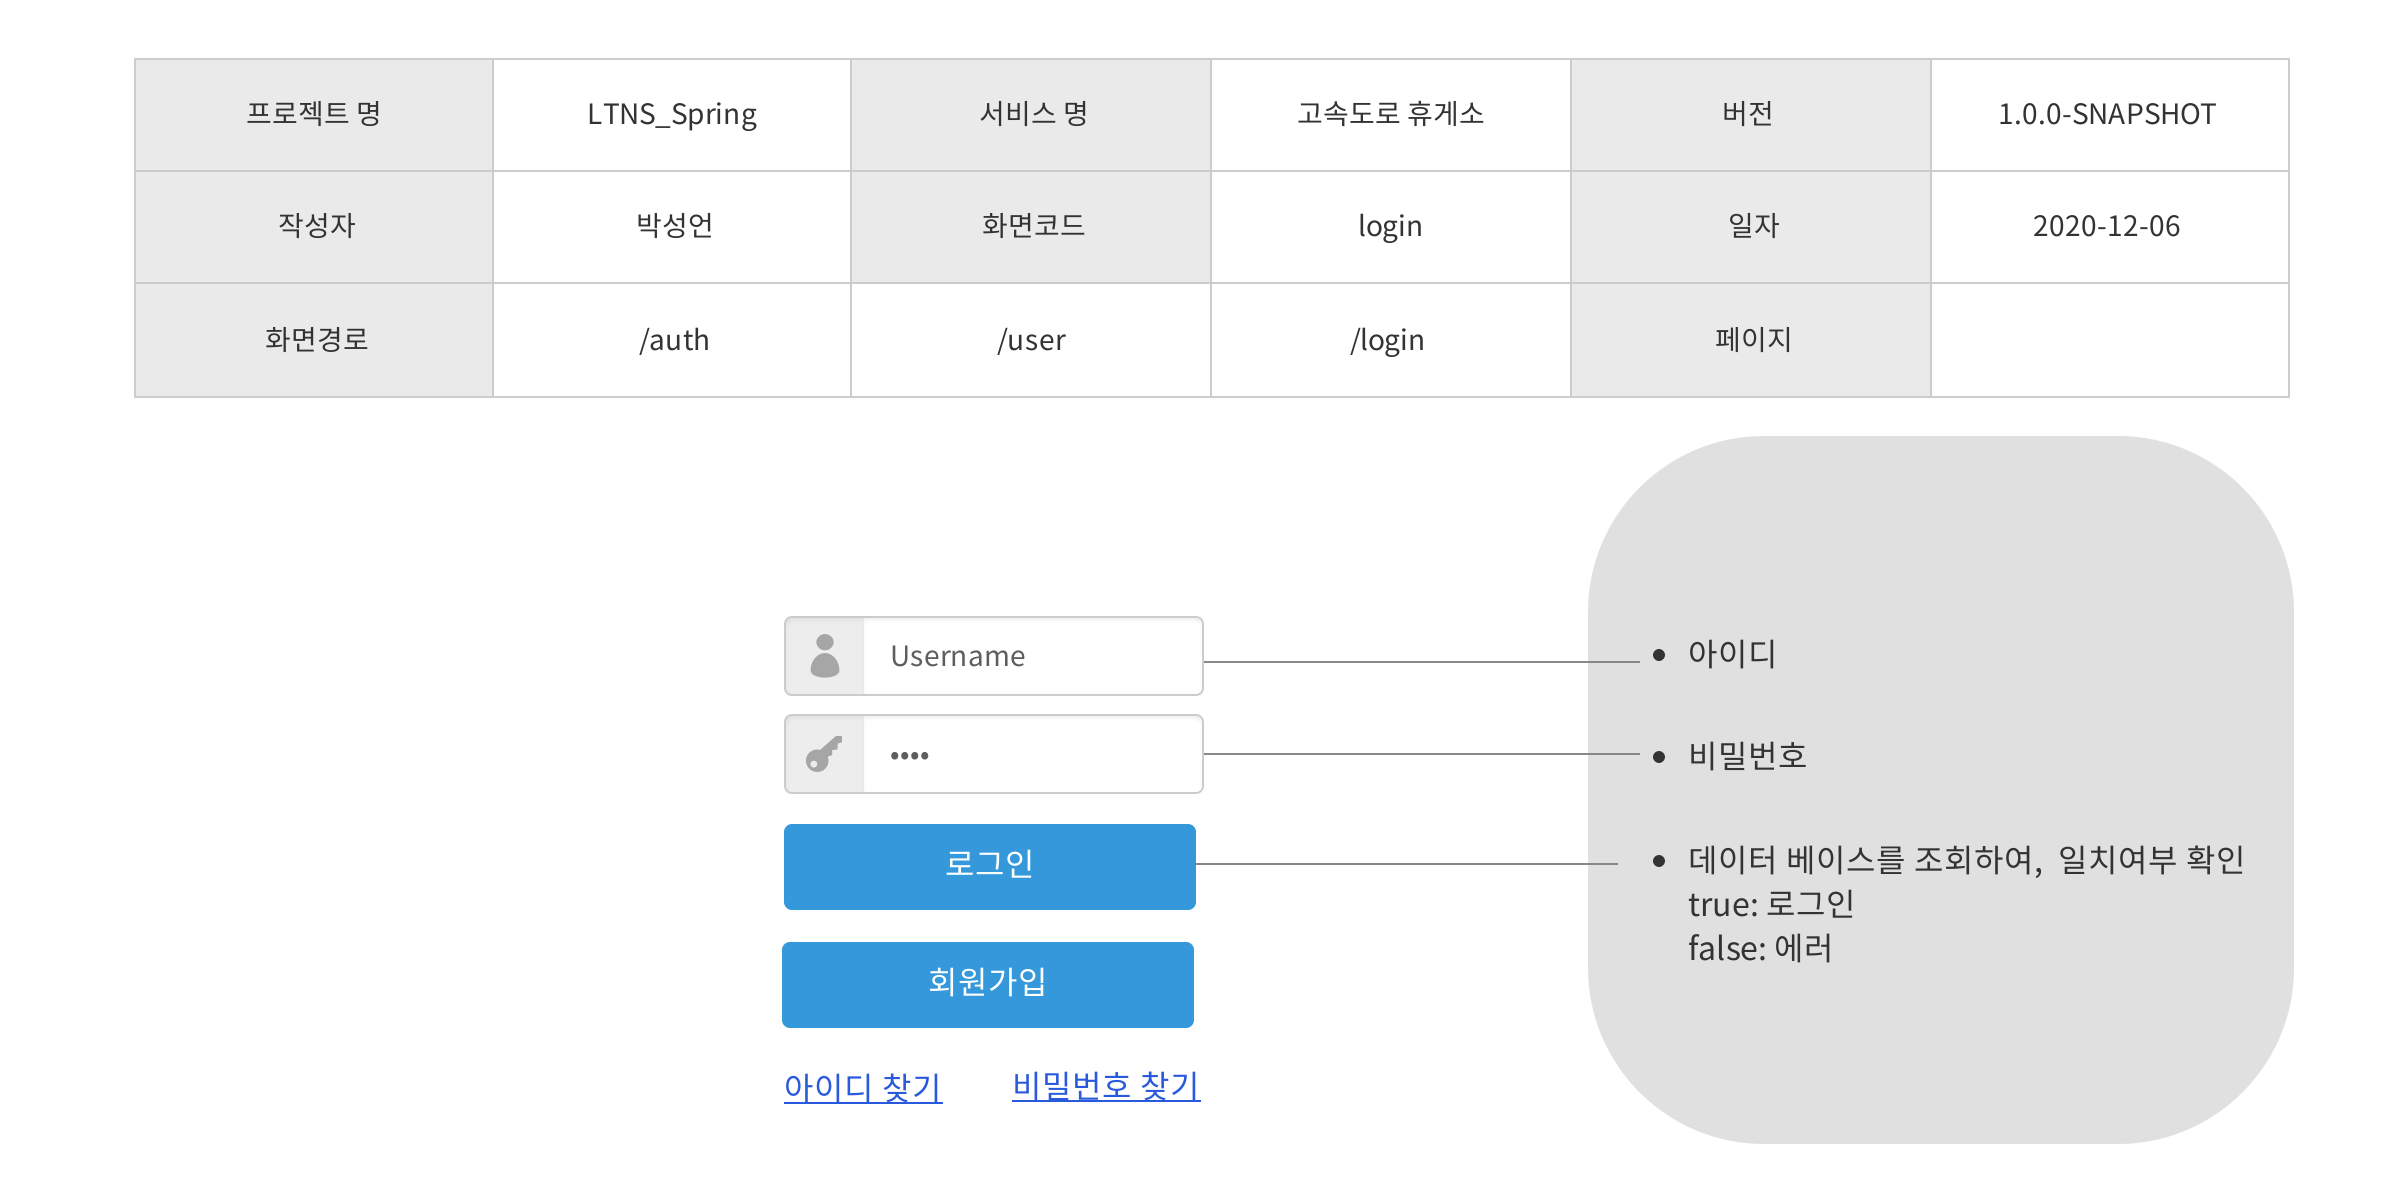 프로젝트 명 LTNS_Spring 서비스 명 고속도로 휴게소 버전 1.0.0-SNAPSHOT
작성자 박성언 화면코드 login 일자 2020-12-06
화면경로 /auth /user /login 페이지
Username
••••
로그인
회원가입
아이디 찾기 비밀번호 찾기
• 아이디
• 비밀번호
• 데이터 베이스를 조회하여, 일치여부 확인
true: 로그인
false: 에러